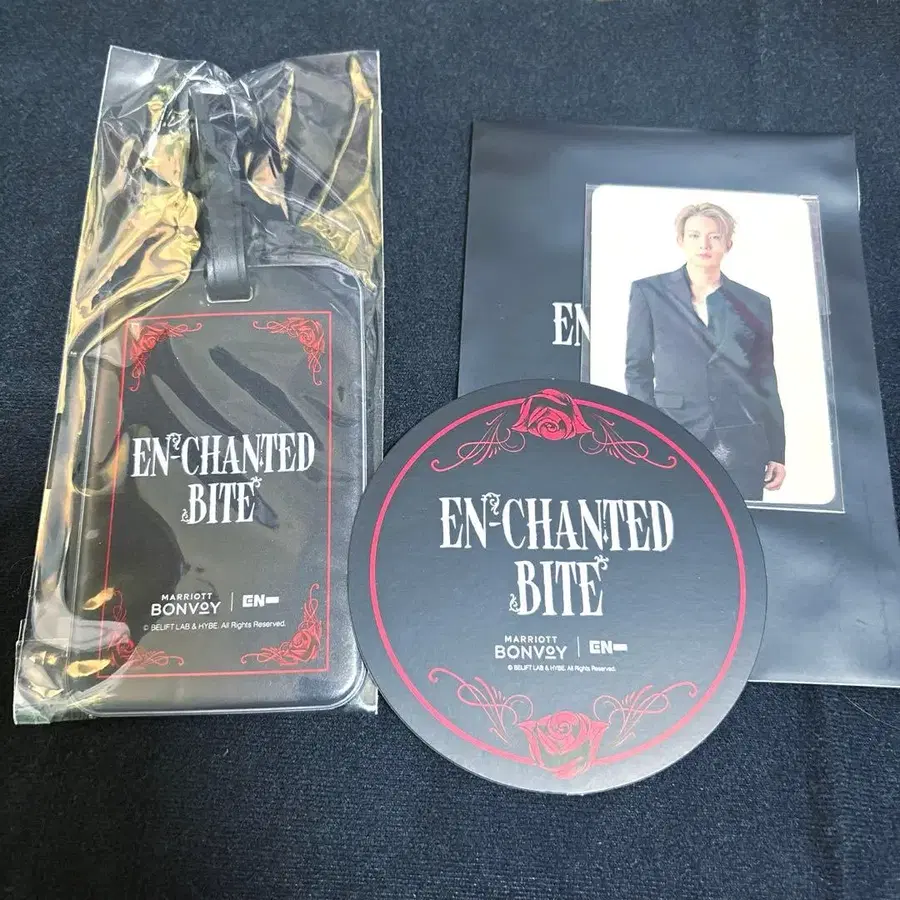 EN-CHANTED
BITE
MARRIOTT
BONVOY | EN-
© BELIFT LAB & HYBE. All Rights Reserved.
EN
EN-CHANTED
BITE
MARRIOTT
BONVOY | EN-
© BELIFT LAB & HYBE. All Rights Reserved.